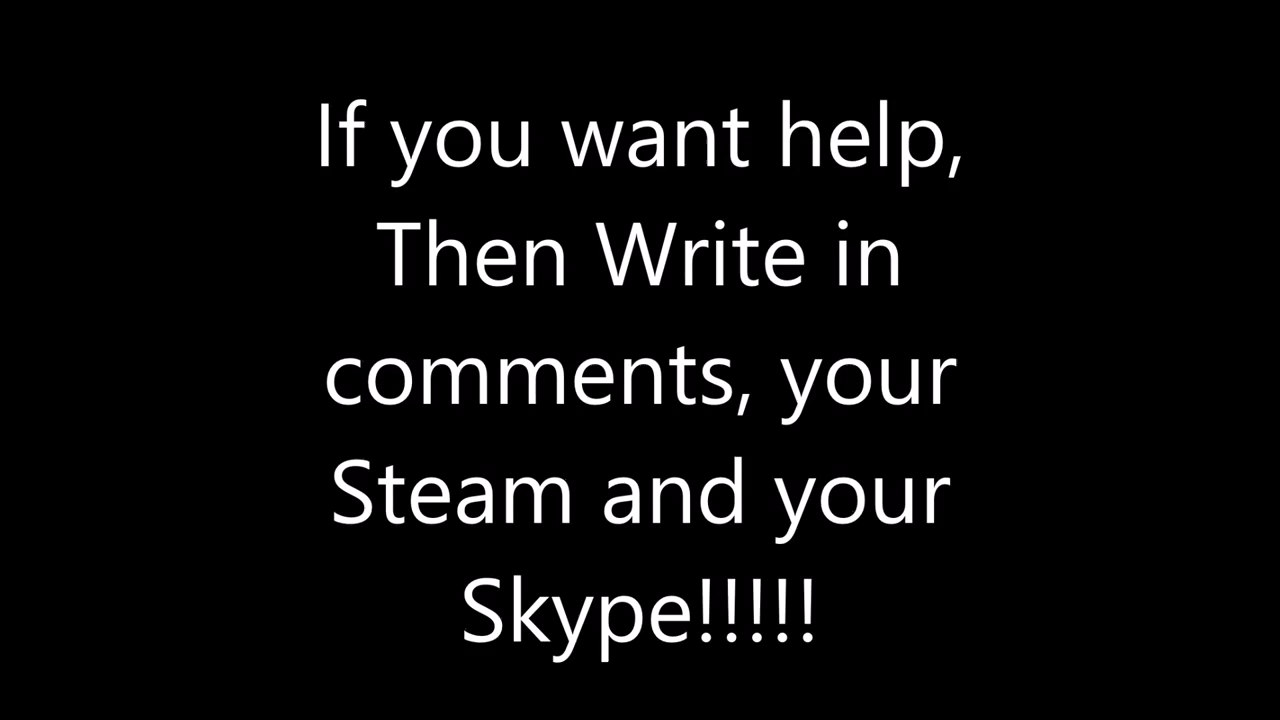 If you want help,
Then Write in
comments, your
Steam and your
Skype!!!!!